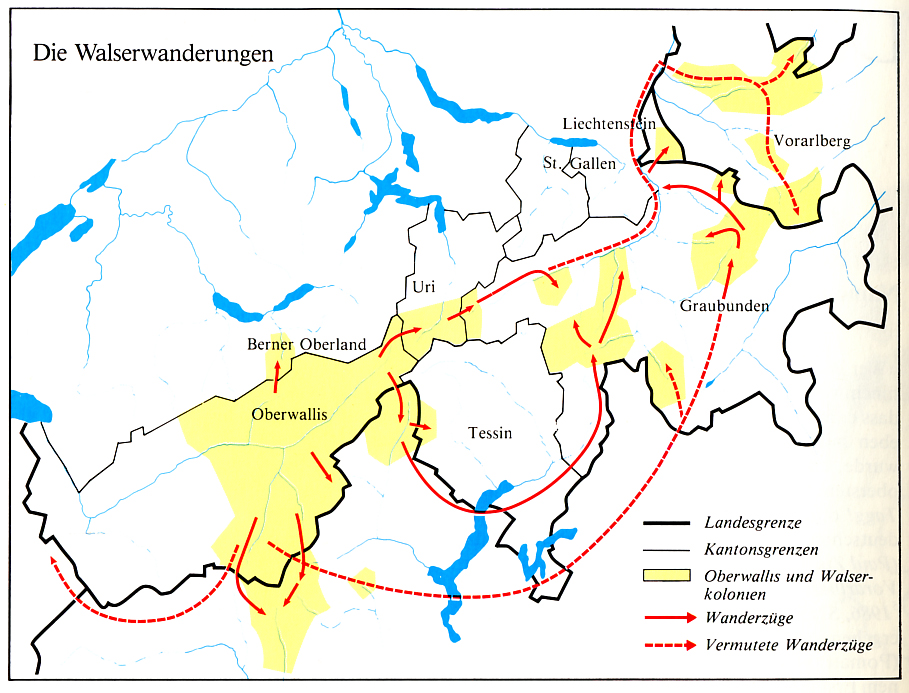 Die Walserwanderungen
Liechtenstein
St. Gallen
Vorarlberg
Uri
Graubunden
Berner Oberland
Oberwallis
Tessin
Landesgrenze
Kantonsgrenzen
Oberwallis und Walser-
kolonien
Wanderzüge
Vermutete Wanderzüge